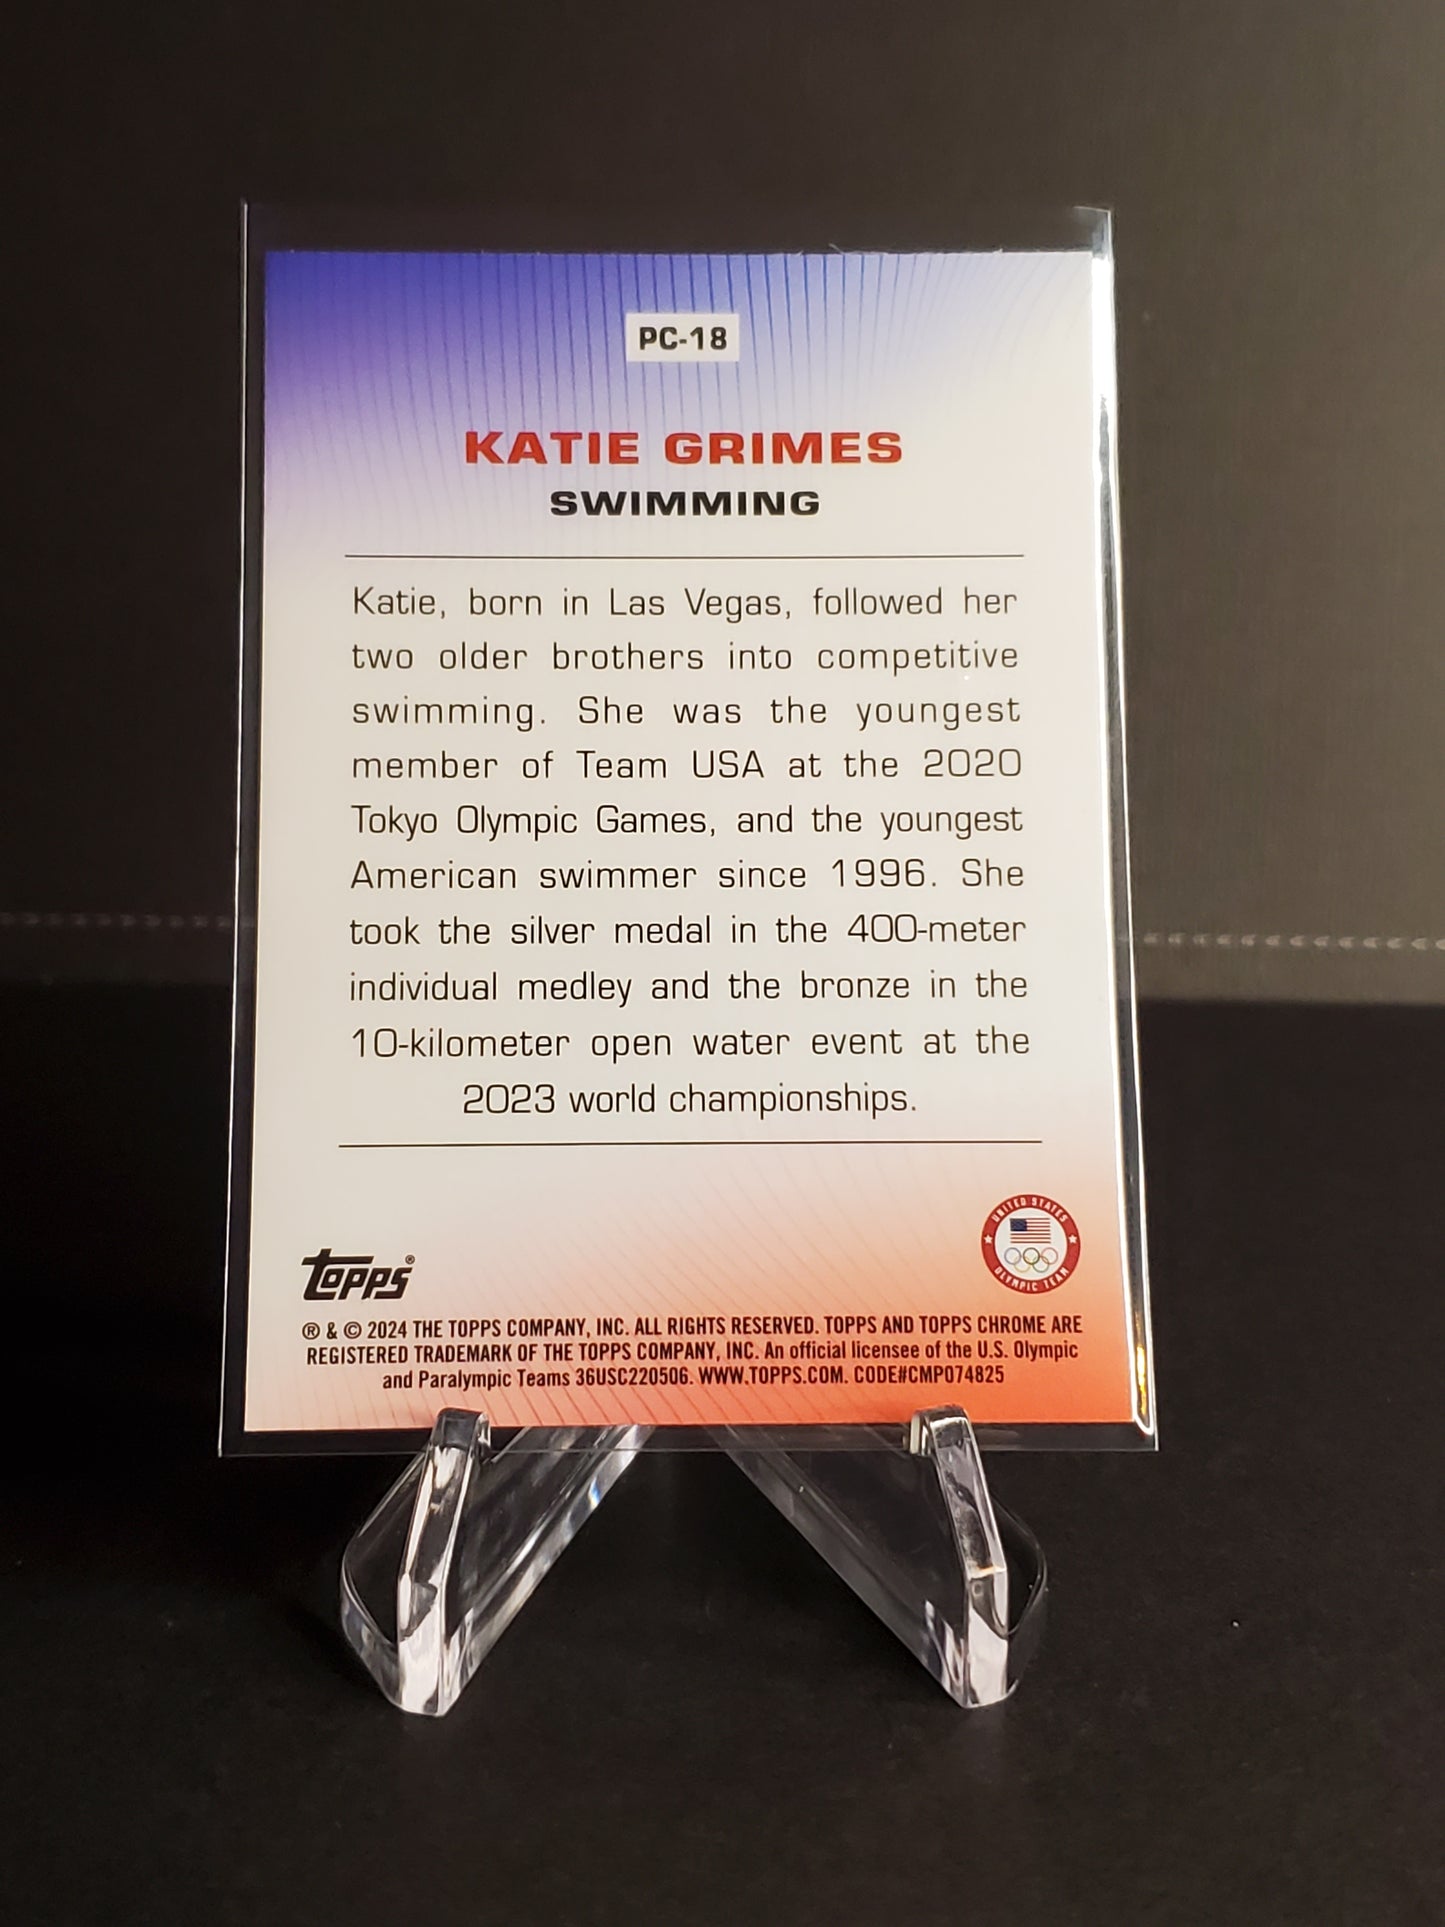 PC-18
KATIE GRIMES
SWIMMING
Katie, born in Las Vegas, followed her
two older brothers into competitive
swimming. She was the youngest
member of Team USA at the 2020
Tokyo Olympic Games, and the youngest
American swimmer since 1996. She
took the silver medal in the 400-meter
individual medley and the bronze in the
10-kilometer open water event at the
2023 world championships.
UNITED STATES
OLYMPIC TEAM
topps®
® & © 2024 THE TOPPS COMPANY, INC. ALL RIGHTS RESERVED. TOPPS AND TOPPS CHROME ARE
REGISTERED TRADEMARK OF THE TOPPS COMPANY, INC. An official licensee of the U.S. Olympic
and Paralympic Teams 36USC220506. WWW.TOPPS.COM. CODE#CMP074825